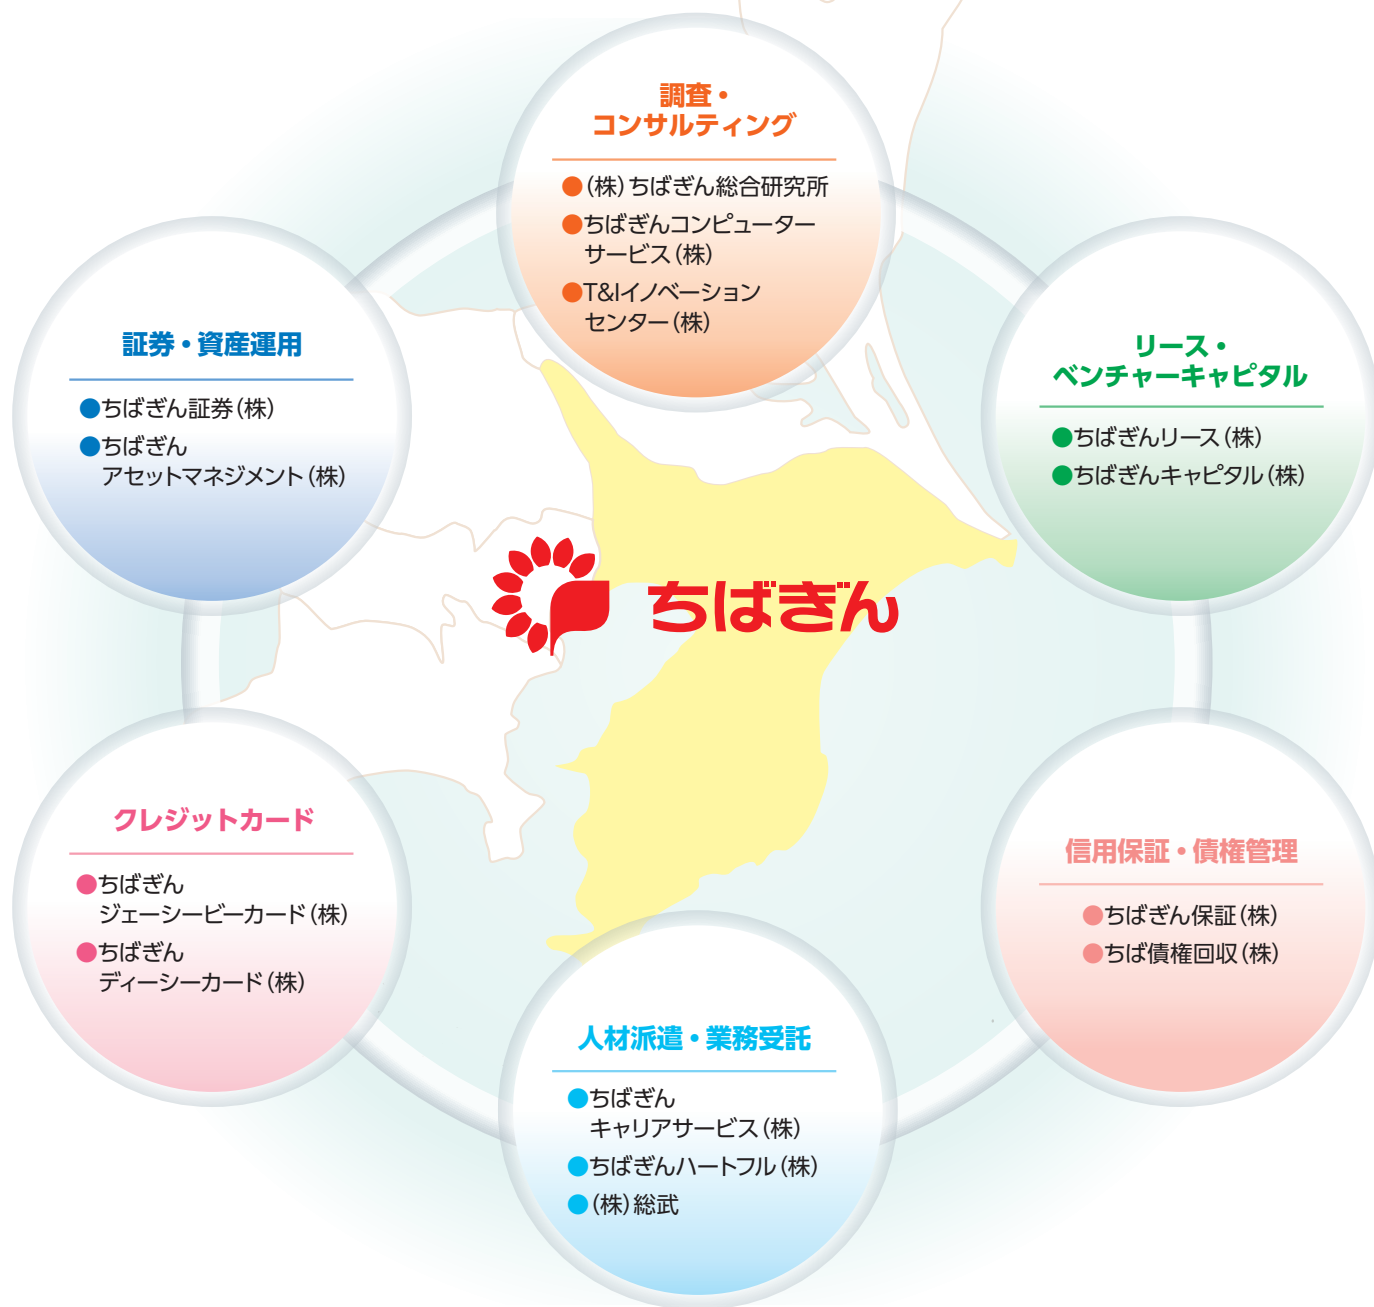 調査・
コンサルティング
●(株)ちばぎん総合研究所
●ちばぎんコンピューター
サービス(株)
●T&Iイノベーション
センター(株)
証券・資産運用
●ちばぎん証券(株)
●ちばぎん
アセットマネジメント(株)
リース・
ベンチャーキャピタル
●ちばぎんリース(株)
●ちばぎんキャピタル(株)
ちばぎん
クレジットカード
●ちばぎん
ジェーシービーカード(株)
●ちばぎん
ディーシーカード(株)
信用保証・債権管理
●ちばぎん保証(株)
●ちば債権回収(株)
人材派遣・業務受託
●ちばぎん
キャリアサービス(株)
●ちばぎんハートフル(株)
●(株)総武